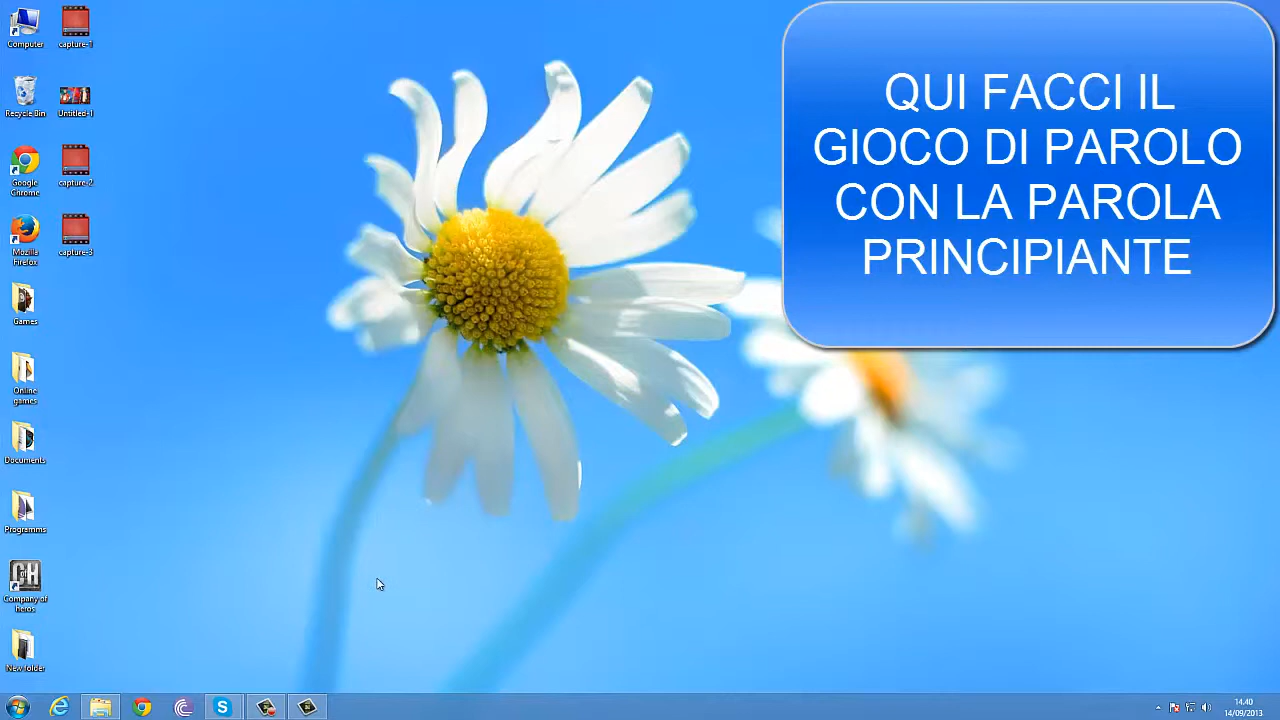 Computer
capture-1
Recycle Bin
Untitled-1
Google
Chrome
capture-2
Mozilla
Firefox
capture-3
Games
Online
games
Documents
Programms
Company of
heros
New folder
QUI FACCI IL
GIOCO DI PAROLO
CON LA PAROLA
PRINCIPIANTE
14.40
14/09/2013